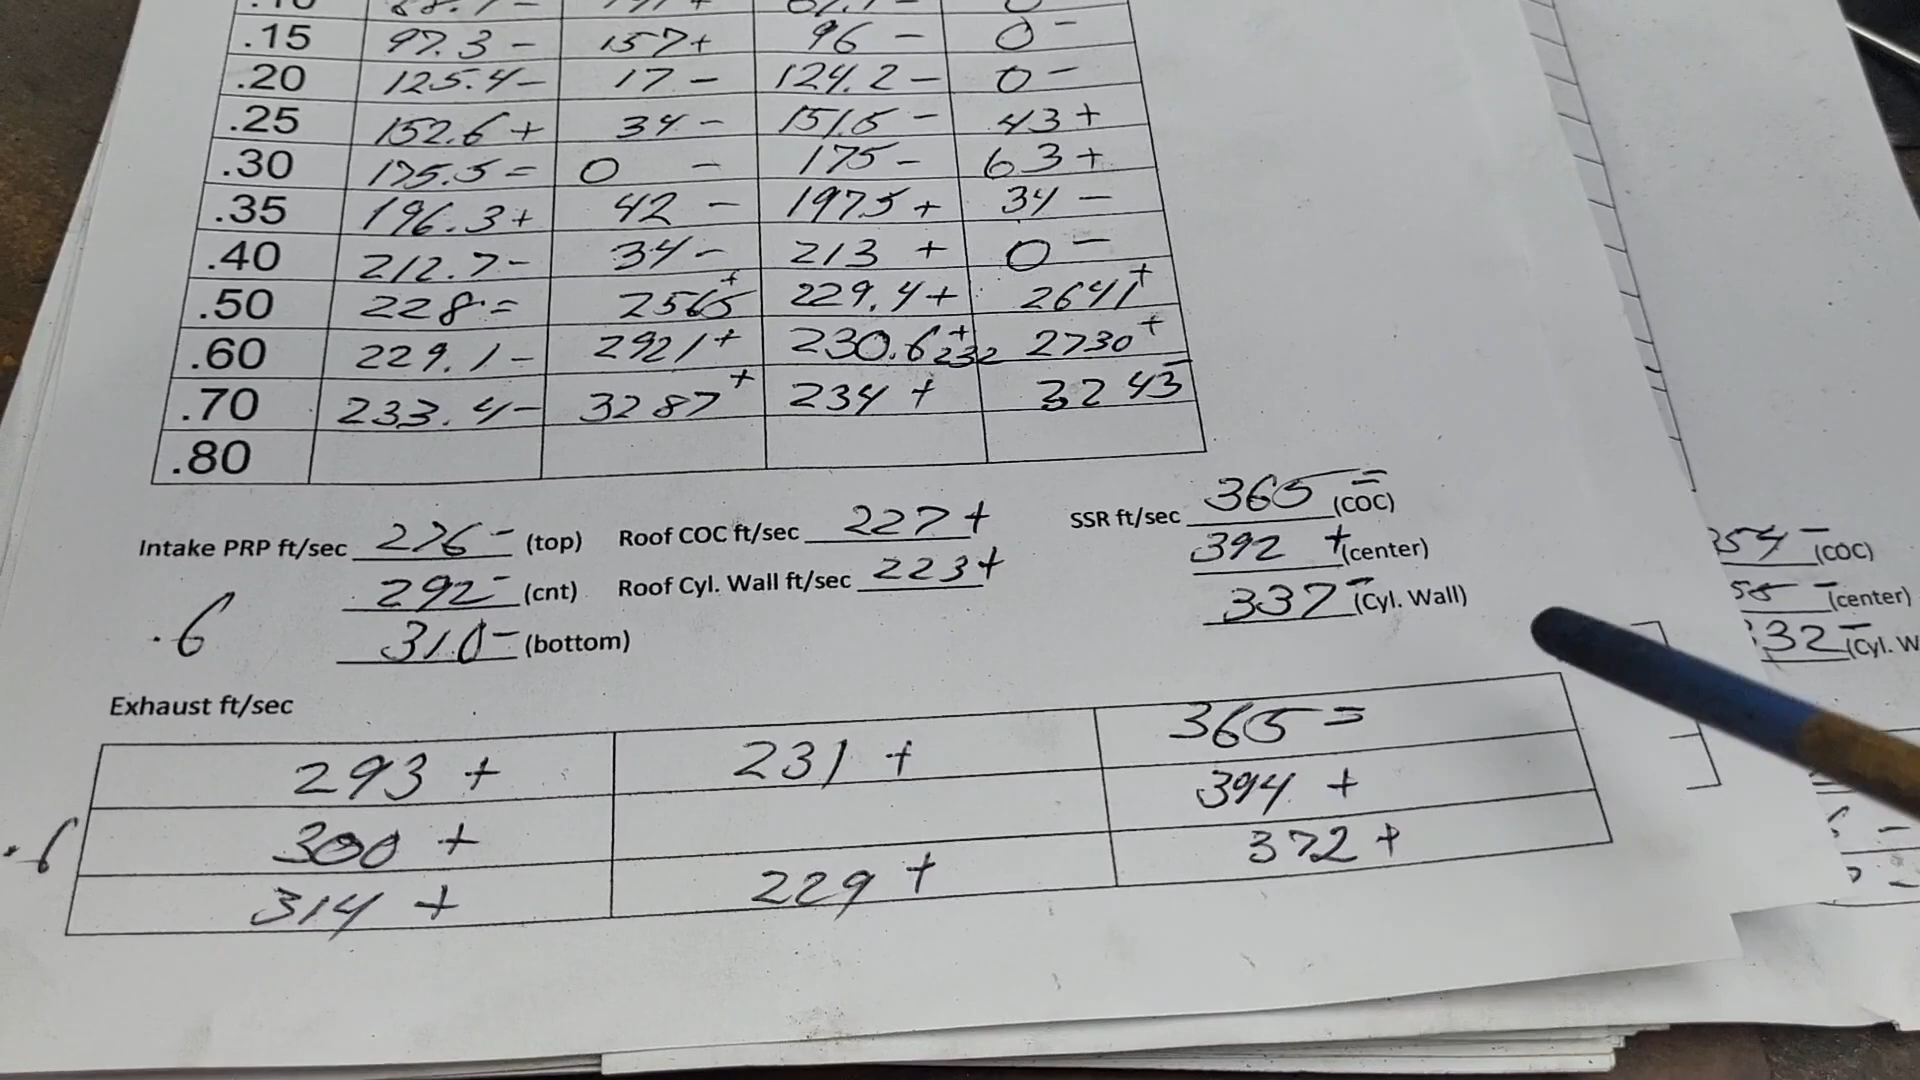 .15 97.3 - 157+ 96 - 0 -
.20 125.4- 17 - 124.2- 0 -
.25 152.6+ 34- 151.5- 43+
.30 175.5= 0 - 175- 63+
.35 196.3+ 42 - 197.5+ 34 -
.40 212.7- 34- 213 + 0 -
.50 228.= 2565+ 229.4+ 2641+
.60 229.1- 2921+ 230.6+ 232 2730+
.70 233.4- 3287+ 234+ 3243-
.80
Intake PRP ft/sec 276- (top) Roof COC ft/sec 227+ SSR ft/sec 365= (COC)
292- (cnt) Roof Cyl. Wall ft/sec 223+ 392 + (center)
.6 310- (bottom) 337- (Cyl. Wall)
Exhaust ft/sec
293 + 231 + 365=
.6 300 + 394 +
314 + 229 + 372+
354- (COC)
- (center)
32- (Cyl. W